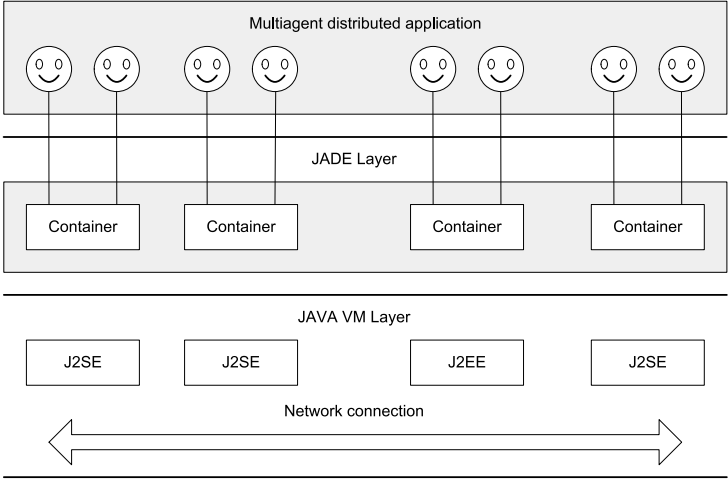 Multiagent distributed application
JADE Layer
Container Container Container Container
JAVA VM Layer
J2SE J2SE J2EE J2SE
Network connection